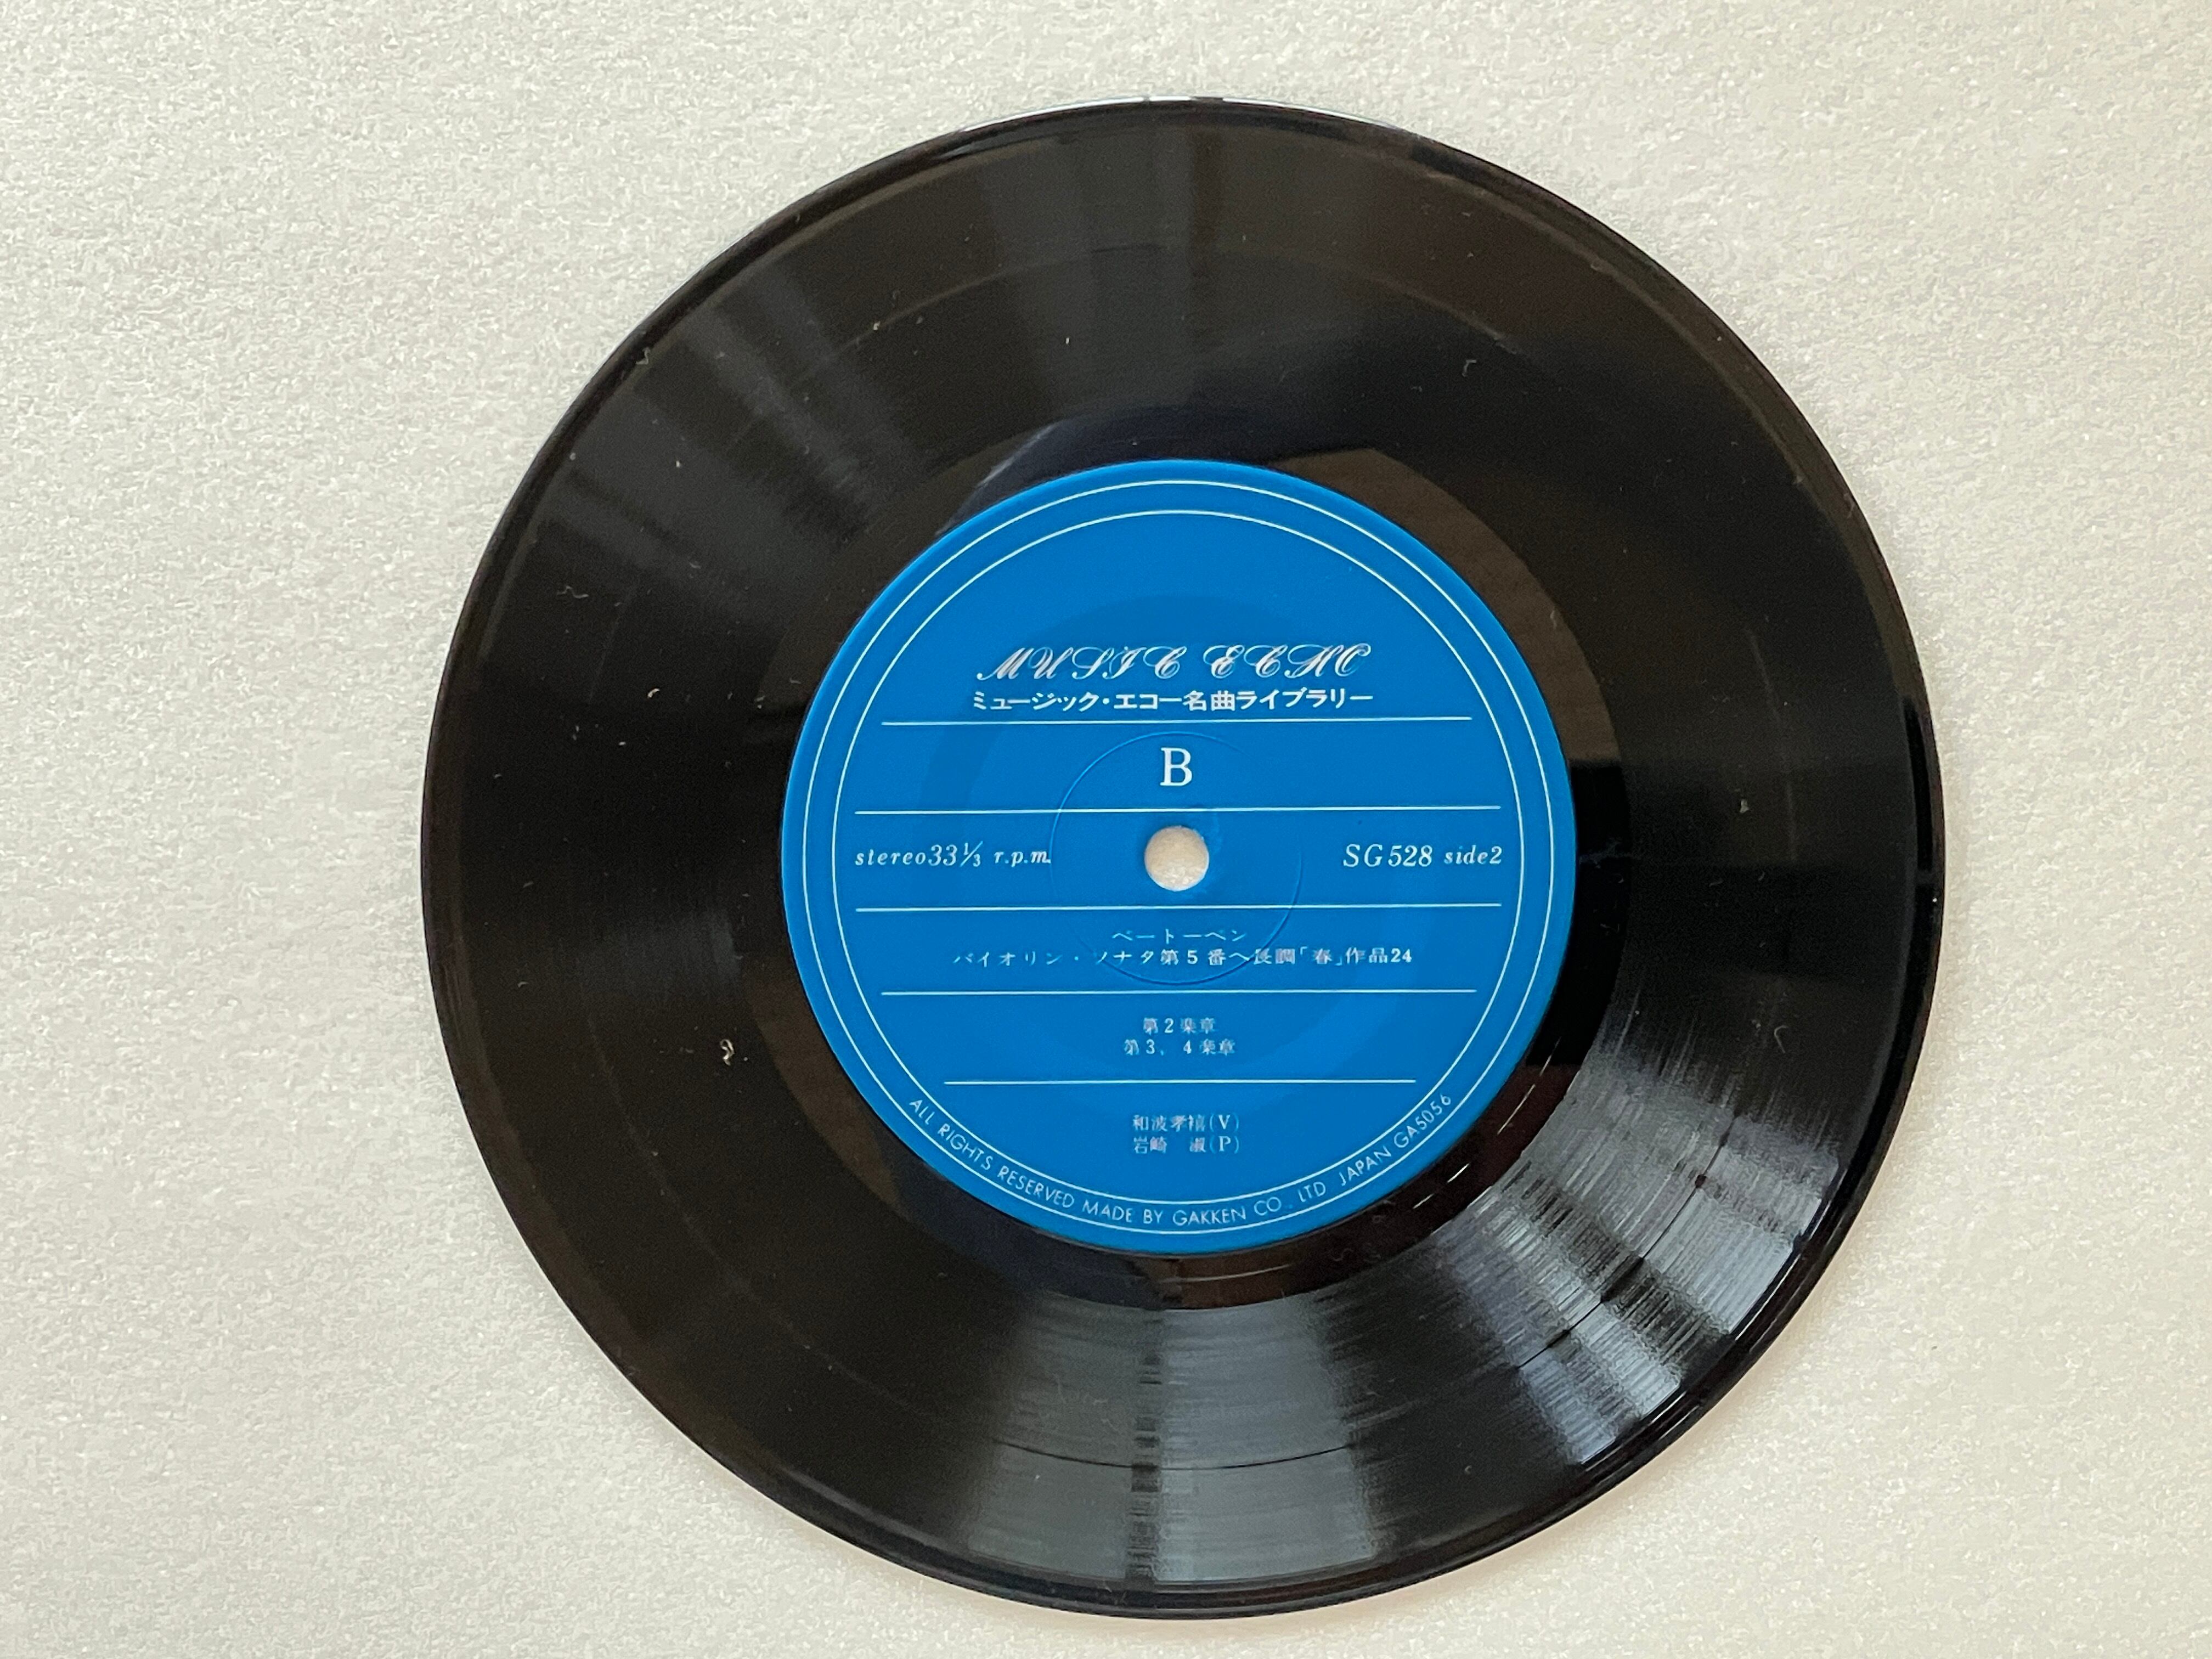 MUSIC ECHO
ミュージック・エコー名曲ライブラリー
B
stereo33⅓ r.p.m.
SG528 side2
ベートーベン
バイオリン・ソナタ第5番ヘ長調「春」作品24
第2楽章
第3、4楽章
和波孝禧(V)
岩崎 淑(P)
ALL RIGHTS RESERVED MADE BY GAKKEN CO. LTD JAPAN GA5056